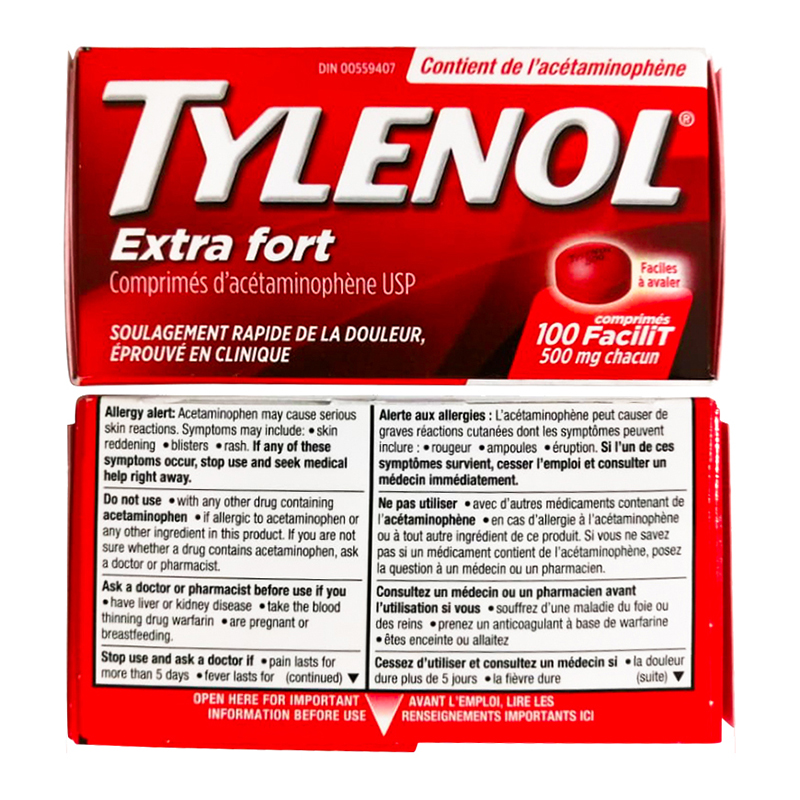 DIN 00559407
Contient de l'acétaminophène
TYLENOL®
Extra fort
Comprimés d'acétaminophène USP
Faciles
à avaler
SOULAGEMENT RAPIDE DE LA DOULEUR,
ÉPROUVÉ EN CLINIQUE
comprimés
100 FaciliT
500 mg chacun
Allergy alert: Acetaminophen may cause serious
skin reactions. Symptoms may include: • skin
reddening • blisters • rash. If any of these
symptoms occur, stop use and seek medical
help right away.
Do not use • with any other drug containing
acetaminophen • if allergic to acetaminophen or
any other ingredient in this product. If you are not
sure whether a drug contains acetaminophen, ask
a doctor or pharmacist.
Ask a doctor or pharmacist before use if you
• have liver or kidney disease • take the blood
thinning drug warfarin • are pregnant or
breastfeeding.
Stop use and ask a doctor if • pain lasts for
more than 5 days • fever lasts for (continued) ▼
Alerte aux allergies : L'acétaminophène peut causer de
graves réactions cutanées dont les symptômes peuvent
inclure : • rougeur • ampoules • éruption. Si l'un de ces
symptômes survient, cesser l'emploi et consulter un
médecin immédiatement.
Ne pas utiliser • avec d'autres médicaments contenant de
l'acétaminophène • en cas d'allergie à l'acétaminophène
ou à tout autre ingrédient de ce produit. Si vous ne savez
pas si un médicament contient de l'acétaminophène, posez
la question à un médecin ou un pharmacien.
Consultez un médecin ou un pharmacien avant
l'utilisation si vous • souffrez d'une maladie du foie ou
des reins • prenez un anticoagulant à base de warfarine
• êtes enceinte ou allaitez
Cessez d'utiliser et consultez un médecin si • la douleur
dure plus de 5 jours • la fièvre dure (suite) ▼
OPEN HERE FOR IMPORTANT
INFORMATION BEFORE USE
AVANT L'EMPLOI, LIRE LES
RENSEIGNEMENTS IMPORTANTS ICI